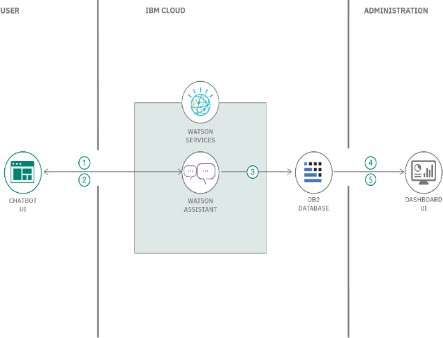 USER
IBM CLOUD
ADMINISTRATION
WATSON
SERVICES
1
2
3
4
5
CHATBOT
UI
WATSON
ASSISTANT
DB2
DATABASE
DASHBOARD
UI